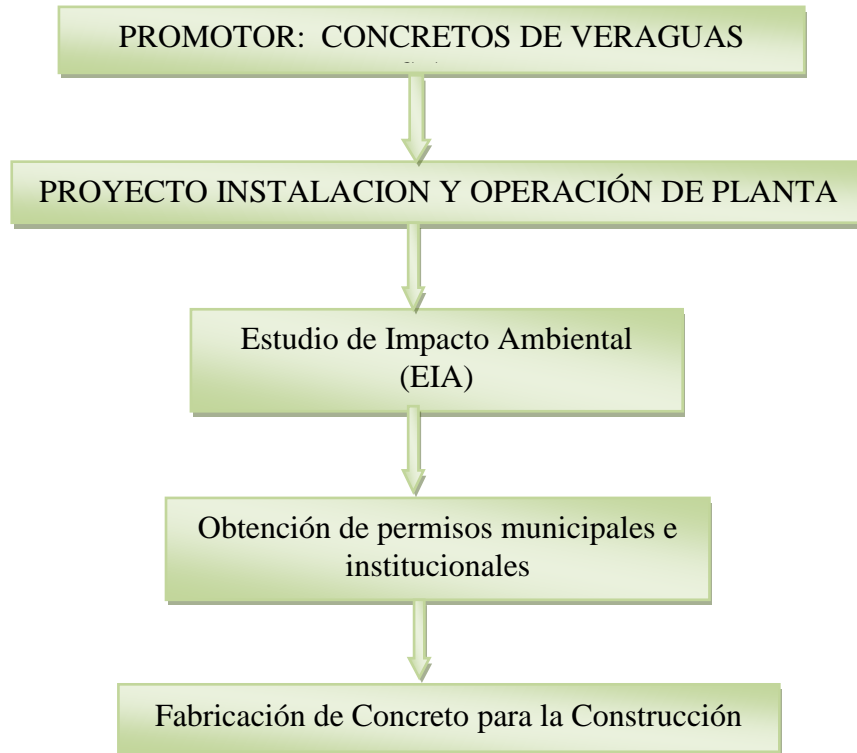 PROMOTOR: CONCRETOS DE VERAGUAS
PROYECTO INSTALACION Y OPERACIÓN DE PLANTA
Estudio de Impacto Ambiental
(EIA)
Obtención de permisos municipales e
institucionales
Fabricación de Concreto para la Construcción